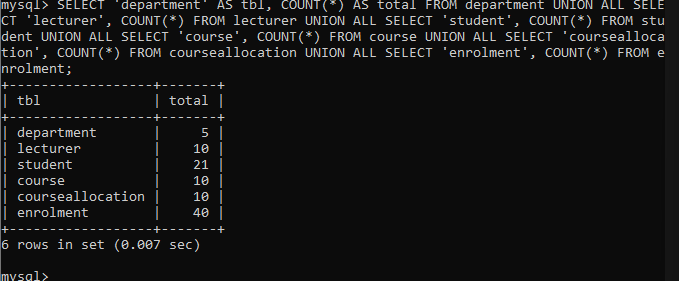 mysql> SELECT 'department' AS tbl, COUNT(*) AS total FROM department UNION ALL SELE
CT 'lecturer', COUNT(*) FROM lecturer UNION ALL SELECT 'student', COUNT(*) FROM stu
dent UNION ALL SELECT 'course', COUNT(*) FROM course UNION ALL SELECT 'courseallоca
tion', COUNT(*) FROM courseallocation UNION ALL SELECT 'enrolment', COUNT(*) FROM e
nrolment;
+------------------+-------+
| tbl              | total |
+------------------+-------+
| department       |     5 |
| lecturer         |    10 |
| student          |    21 |
| course           |    10 |
| courseallocation |    10 |
| enrolment        |    40 |
+------------------+-------+
6 rows in set (0.007 sec)
mysql>